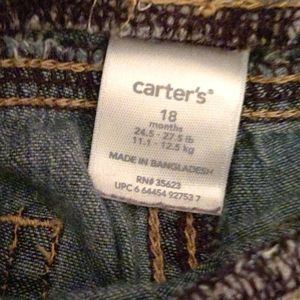 carter's®
18
months
24.5 - 27.5 lb
11.1 - 12.5 kg
MADE IN BANGLADESH
RN# 35623
UPC 6 64454 92753 7